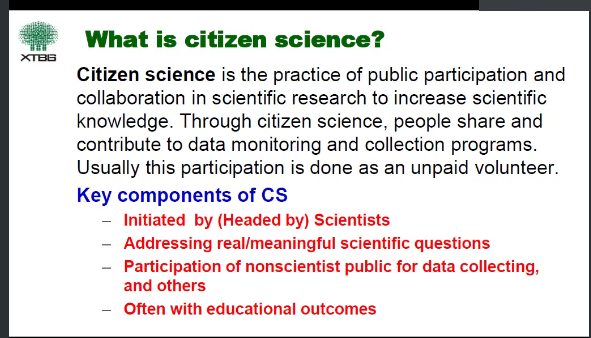 What is citizen science?
XTBG
Citizen science is the practice of public participation and
collaboration in scientific research to increase scientific
knowledge. Through citizen science, people share and
contribute to data monitoring and collection programs.
Usually this participation is done as an unpaid volunteer.
Key components of CS
– Initiated by (Headed by) Scientists
– Addressing real/meaningful scientific questions
– Participation of nonscientist public for data collecting,
and others
– Often with educational outcomes